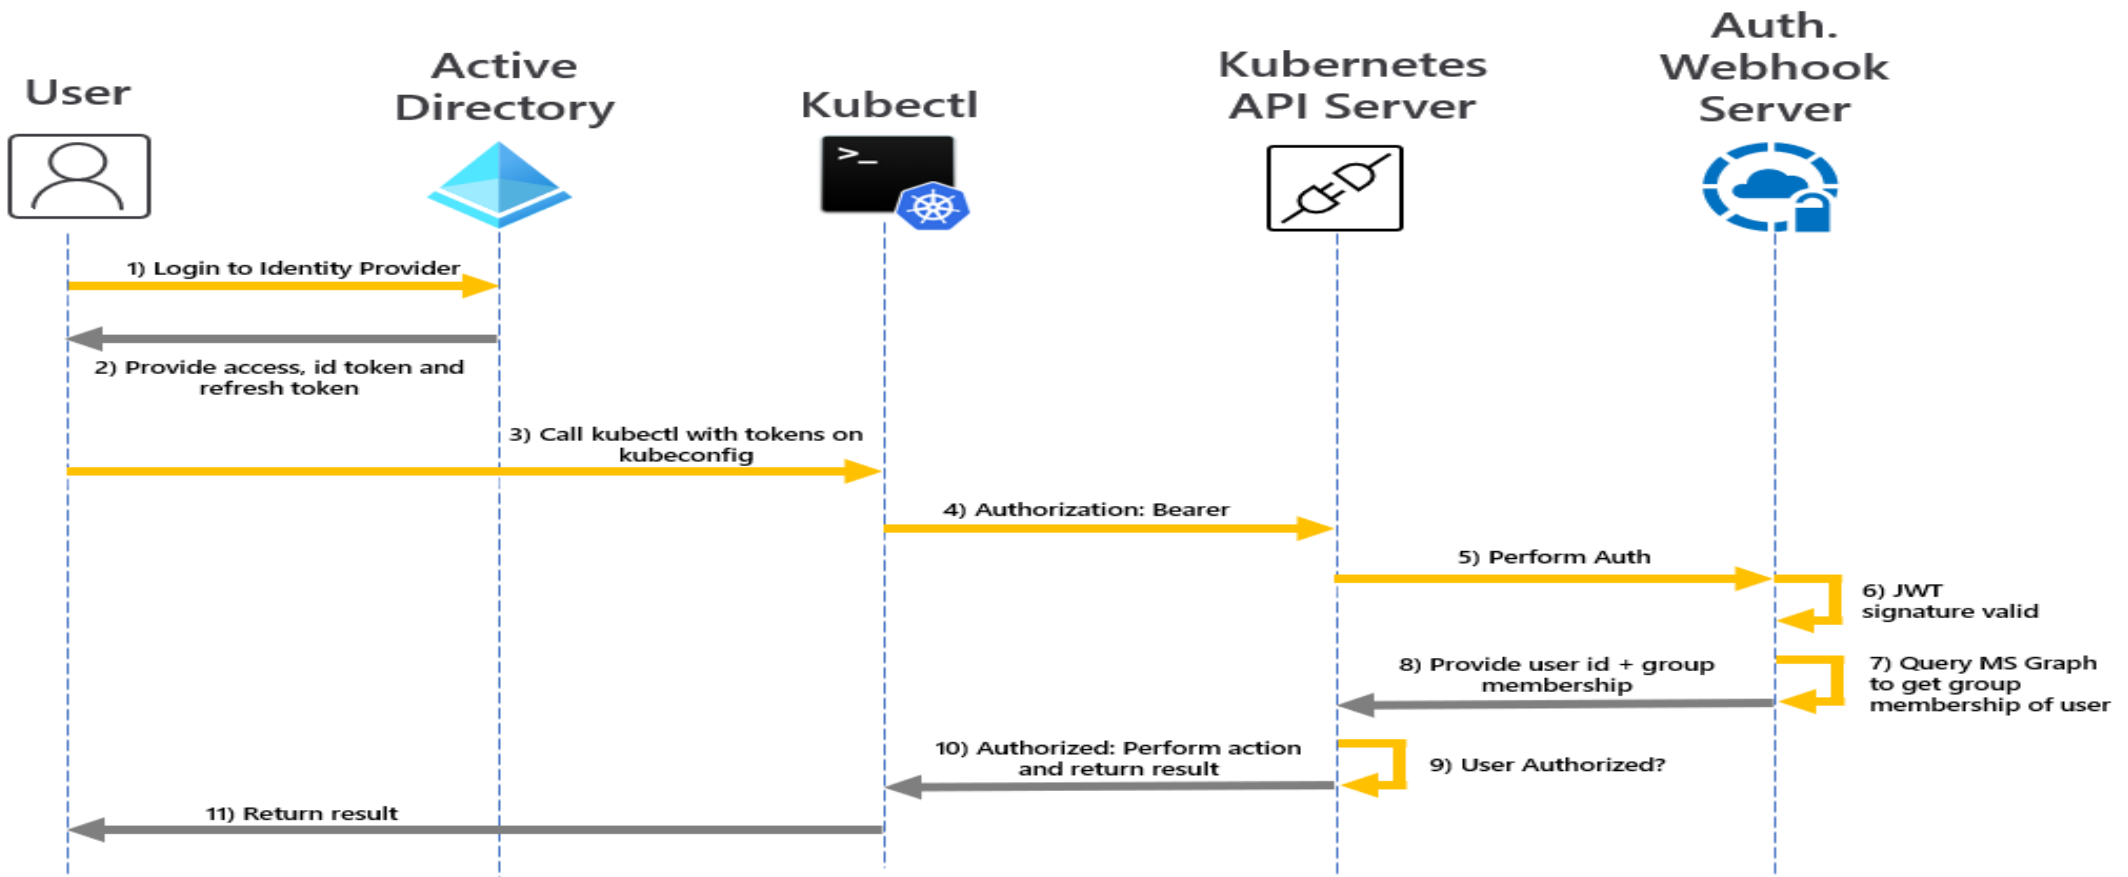 User
Active
Directory
Kubectl
>_
Kubernetes
API Server
Auth.
Webhook
Server
1) Login to Identity Provider
2) Provide access, id token and
refresh token
3) Call kubectl with tokens on
kubeconfig
4) Authorization: Bearer
5) Perform Auth
6) JWT
signature valid
7) Query MS Graph
to get group
membership of user
8) Provide user id + group
membership
9) User Authorized?
10) Authorized: Perform action
and return result
11) Return result